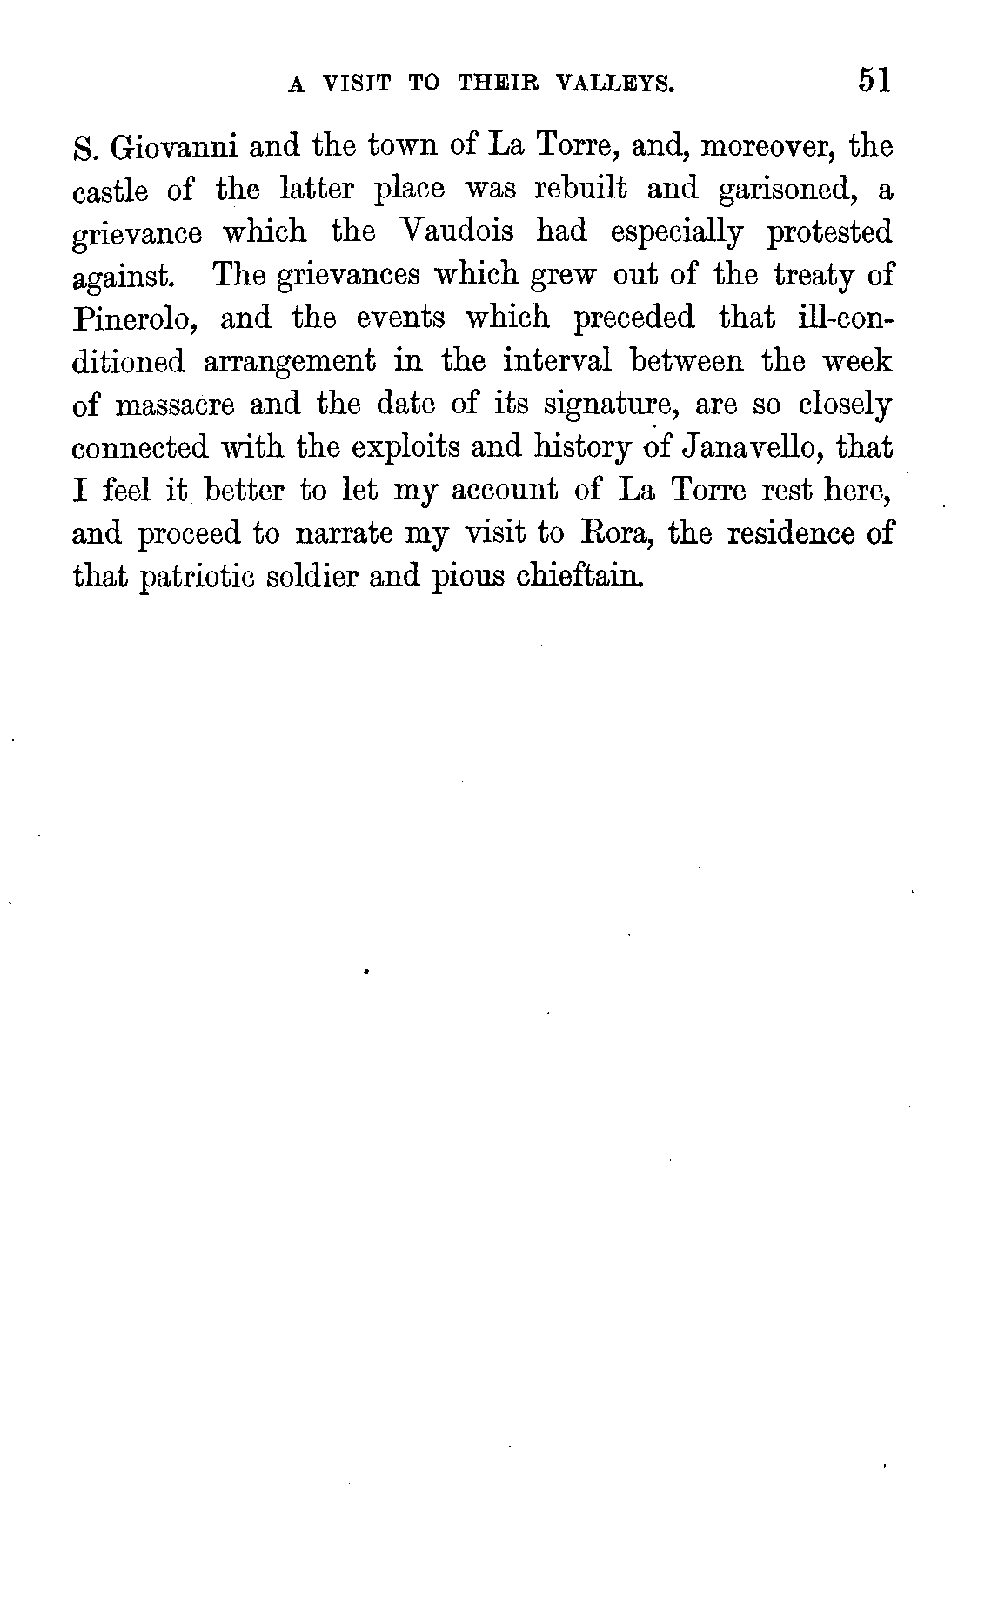 A VISIT TO THEIR VALLEYS. 51
S. Giovanni and the town of La Torre, and, moreover, the
castle of the latter place was rebuilt and garisoned, a
grievance which the Vaudois had especially protested
against. The grievances which grew out of the treaty of
Pinerolo, and the events which preceded that ill-con-
ditioned arrangement in the interval between the week
of massacre and the date of its signature, are so closely
connected with the exploits and history of Janavello, that
I feel it better to let my account of La Torre rest here,
and proceed to narrate my visit to Rora, the residence of
that patriotic soldier and pious chieftain.